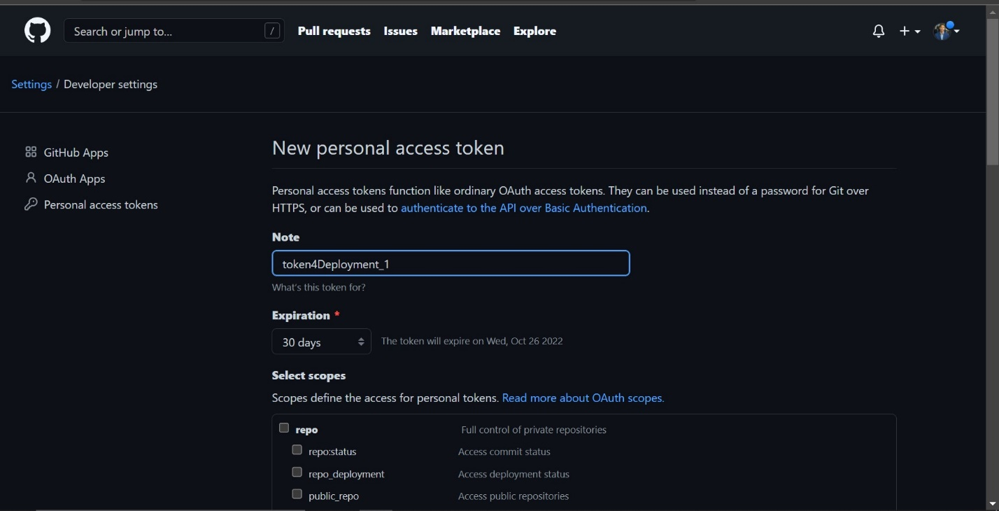 Search or jump to... /
Pull requests Issues Marketplace Explore
Settings / Developer settings
GitHub Apps
OAuth Apps
Personal access tokens
New personal access token
Personal access tokens function like ordinary OAuth access tokens. They can be used instead of a password for Git over
HTTPS, or can be used to authenticate to the API over Basic Authentication.
Note
token4Deployment_1
What's this token for?
Expiration *
30 days The token will expire on Wed, Oct 26 2022
Select scopes
Scopes define the access for personal tokens. Read more about OAuth scopes.
repo Full control of private repositories
repo:status Access commit status
repo_deployment Access deployment status
public_repo Access public repositories